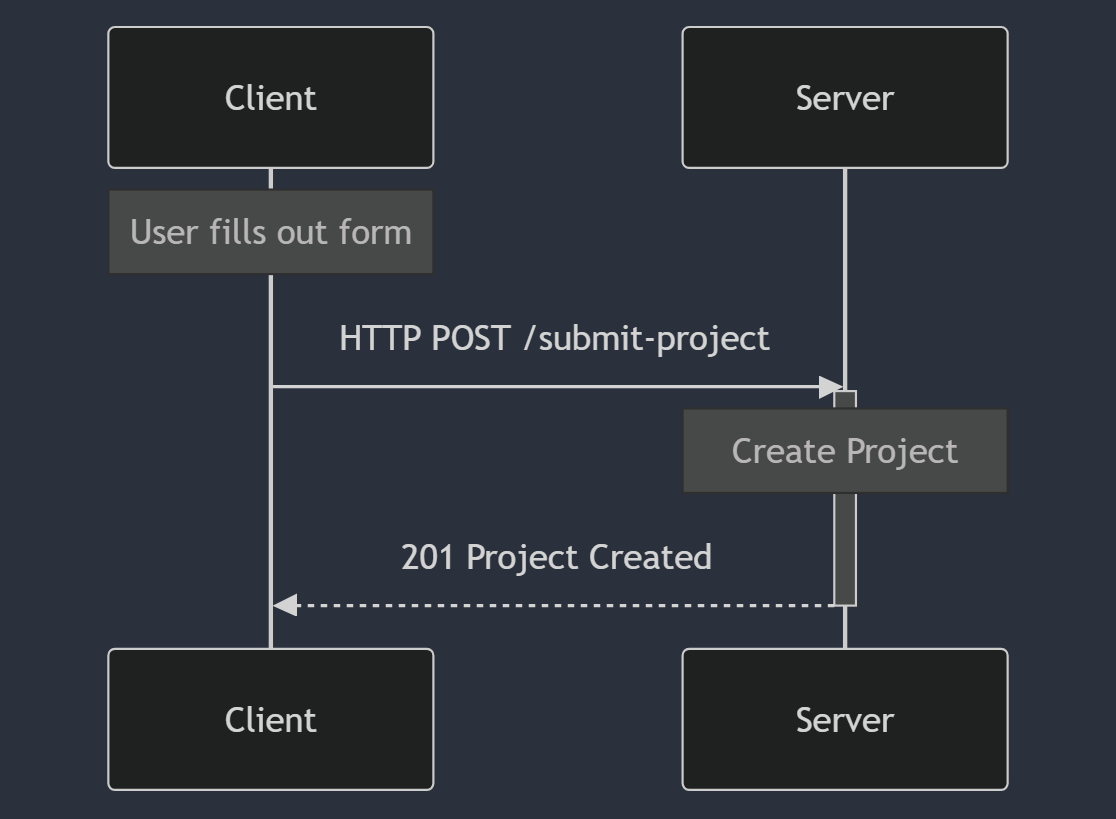 Client
Server
User fills out form
HTTP POST /submit-project
Create Project
201 Project Created
Client
Server